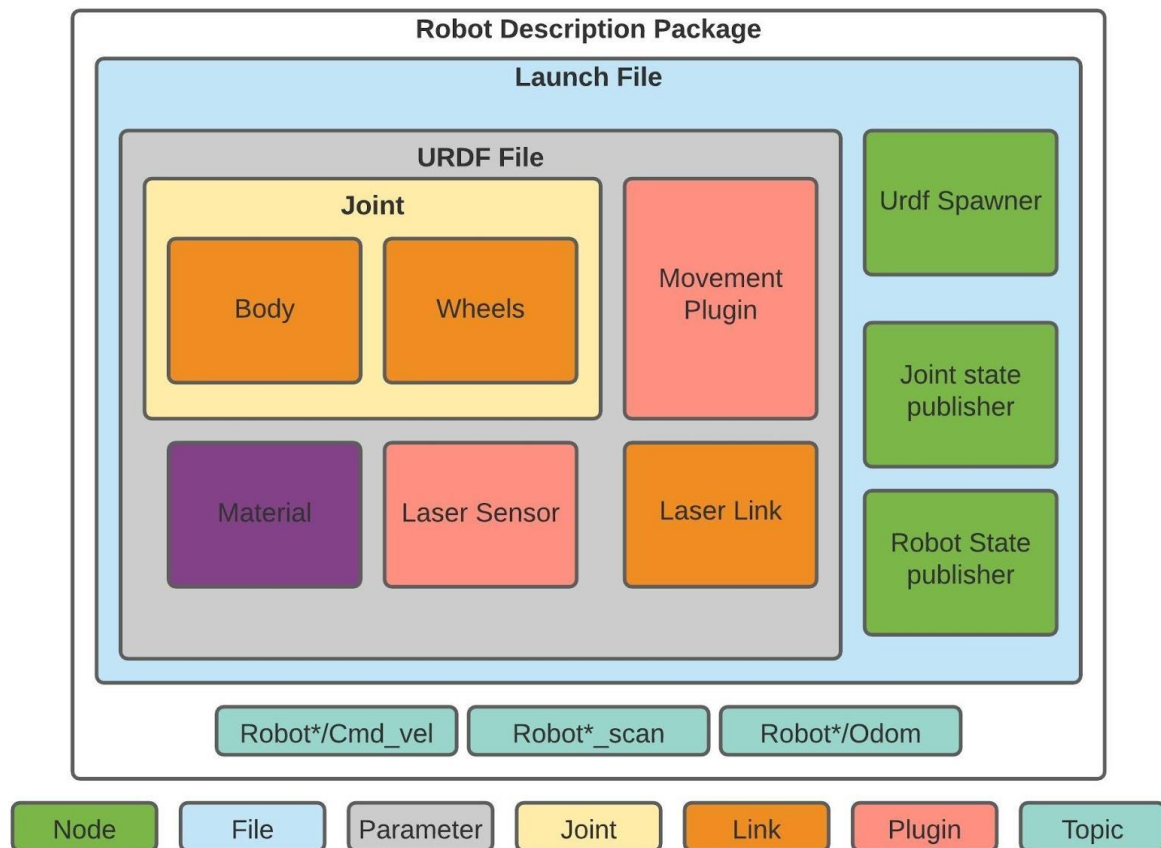 Robot Description Package
Launch File
URDF File
Joint
Body
Wheels
Movement
Plugin
Urdf Spawner
Joint state
publisher
Material
Laser Sensor
Laser Link
Robot State
publisher
Robot*/Cmd_vel
Robot*_scan
Robot*/Odom
Node
File
Parameter
Joint
Link
Plugin
Topic